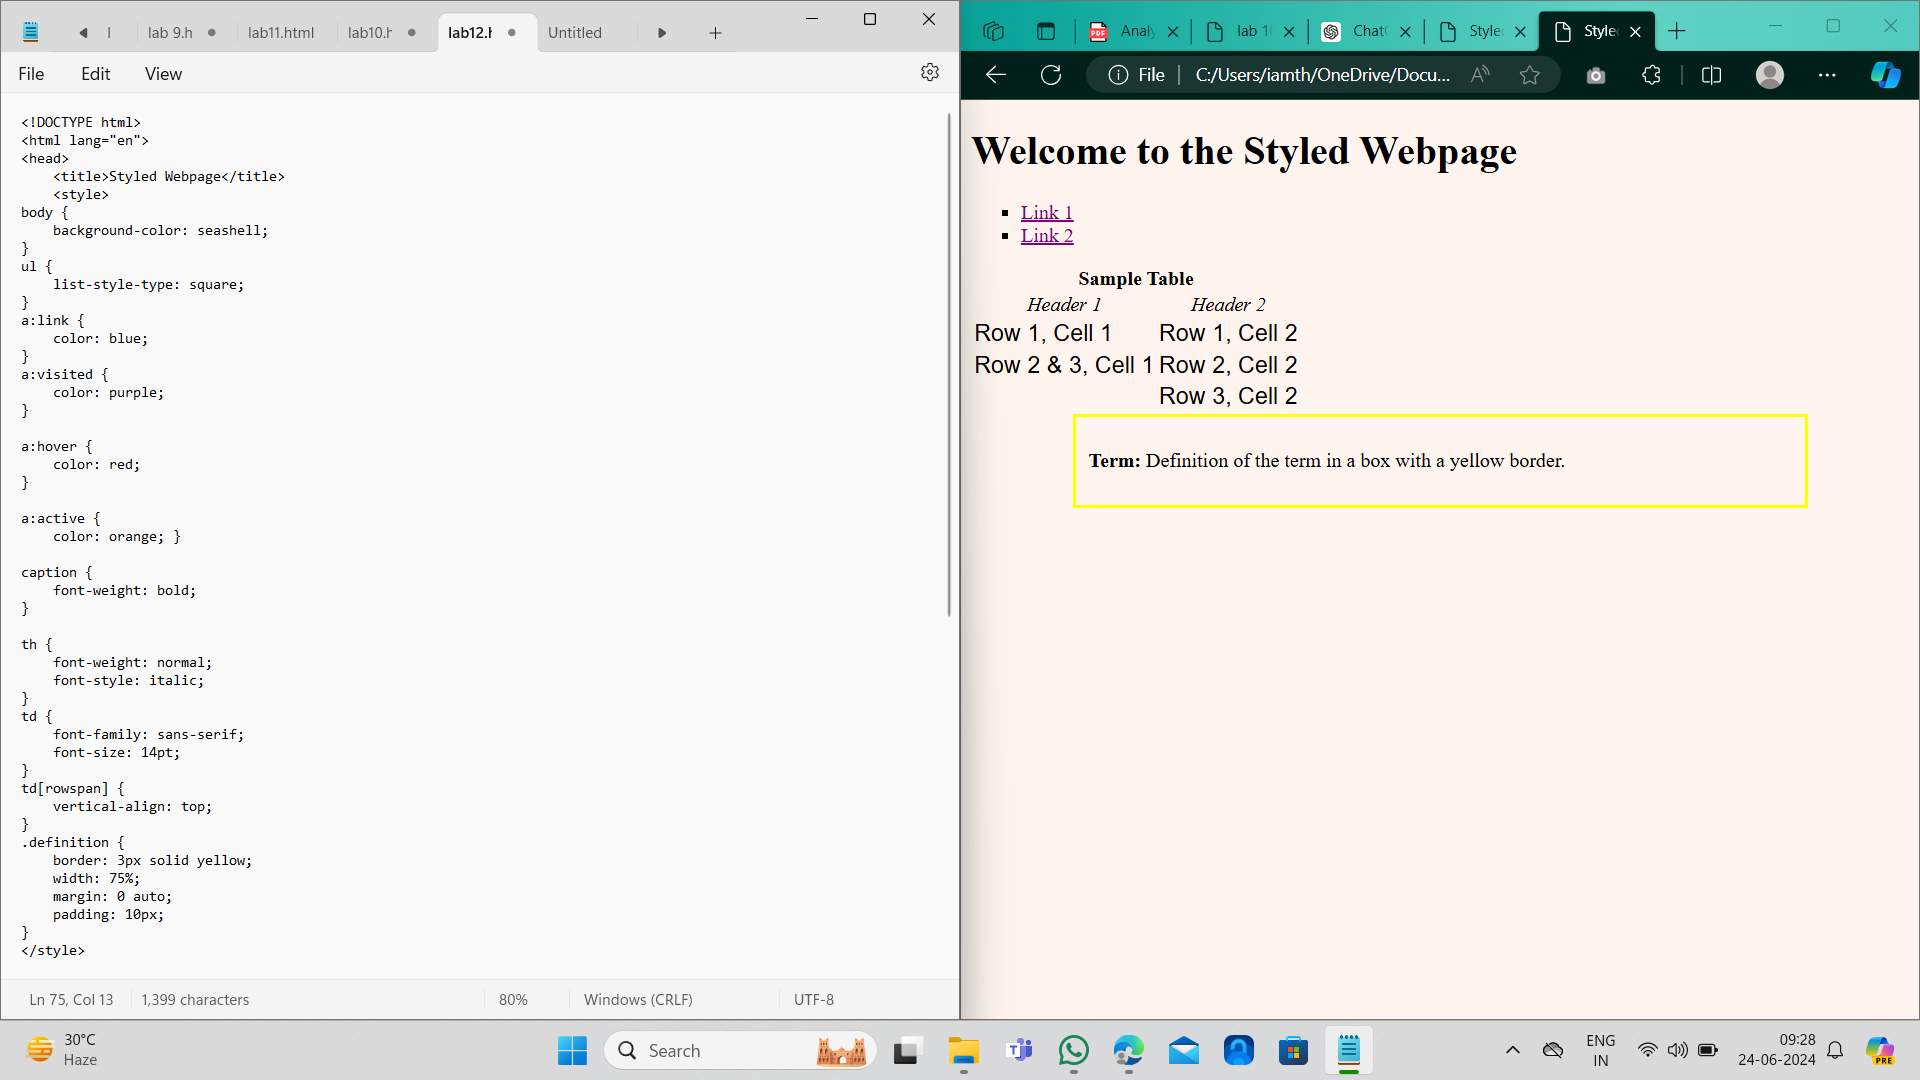 lab 9.h
lab11.html
lab10.h
lab12.h
Untitled
File
Edit
View
<!DOCTYPE html>
<html lang="en">
<head>
    <title>Styled Webpage</title>
    <style>
body {
    background-color: seashell;
}
ul {
    list-style-type: square;
}
a:link {
    color: blue;
}
a:visited {
    color: purple;
}
a:hover {
    color: red;
}
a:active {
    color: orange; }
caption {
    font-weight: bold;
}
th {
    font-weight: normal;
    font-style: italic;
}
td {
    font-family: sans-serif;
    font-size: 14pt;
}
td[rowspan] {
    vertical-align: top;
}
.definition {
    border: 3px solid yellow;
    width: 75%;
    margin: 0 auto;
    padding: 10px;
}
</style>
Ln 75, Col 13
1,399 characters
80%
Windows (CRLF)
UTF-8
PDF
Analy
lab 1
Chat
Style
Style
File
C:/Users/iamth/OneDrive/Docu...
Welcome to the Styled Webpage
Link 1
Link 2
Sample Table
Header 1 Header 2
Row 1, Cell 1 Row 1, Cell 2
Row 2 & 3, Cell 1 Row 2, Cell 2
Row 3, Cell 2
Term: Definition of the term in a box with a yellow border.
30°C
Haze
Search
ENG
IN
09:28
24-06-2024
PRE